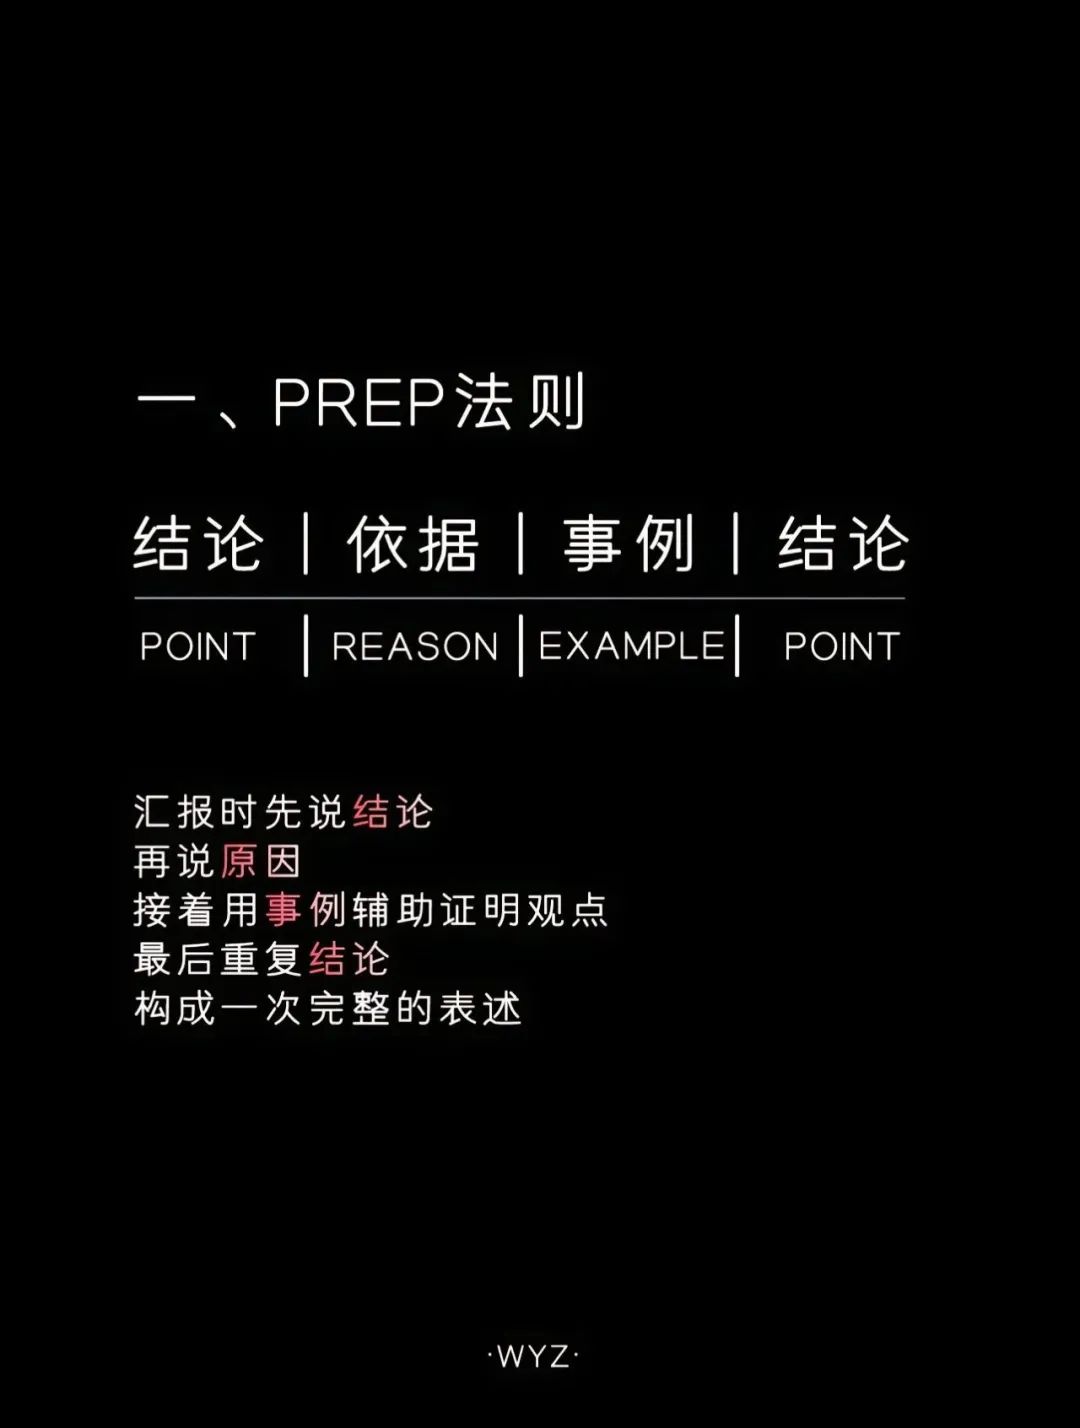 一、PREP法则
结论｜依据｜事例｜结论
POINT｜REASON｜EXAMPLE｜POINT
汇报时先说结论
再说原因
接着用事例辅助证明观点
最后重复结论
构成一次完整的表述
·WYZ·